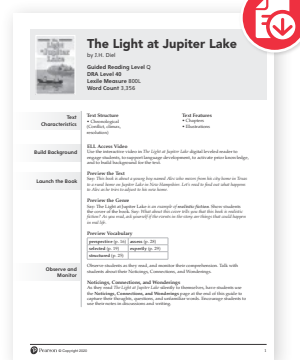 The Light at Jupiter Lake
by J.H. Diel
Guided Reading Level Q
DRA Level 40
Lexile Measure 800L
Word Count 3,356
Text Characteristics
Text Structure
• Chronological
(Conflict, climax,
resolution)
Text Features
• Chapters
• Illustrations
Build Background
ELL Access Video
Use the interactive video in The Light at Jupiter Lake digital leveled reader to
engage students, to support language development, to activate prior knowledge,
and to build background for the text.
Launch the Book
Preview the Text
Say: This book is about a young boy named Alex who moves from his city home in Texas
to a rural home on Jupiter Lake in New Hampshire. Let's read to find out what happens
to Alex as he tries to adjust to his new home.
Preview the Genre
Say: The Light at Jupiter Lake is an example of realistic fiction. Show students
the cover of the book. Say: What about this cover tells you that this book is realistic
fiction? As you read, ask yourself if the events in the story are things that could happen
in real life.
Preview Vocabulary
perspective (p. 16) access (p. 28)
selected (p. 19) expertly (p. 29)
structured (p. 25)
Observe and
Monitor
Observe students as they read, and monitor their comprehension. Talk with
students about their Noticings, Connections, and Wonderings.
Noticings, Connections, and Wonderings
As they read The Light at Jupiter Lake silently to themselves, have students use
the Noticings, Connections, and Wonderings page at the end of this guide to
capture their thoughts, questions, and unfamiliar words. Encourage students to
use their notes in discussions and writing.
Pearson © Copyright 2020
1